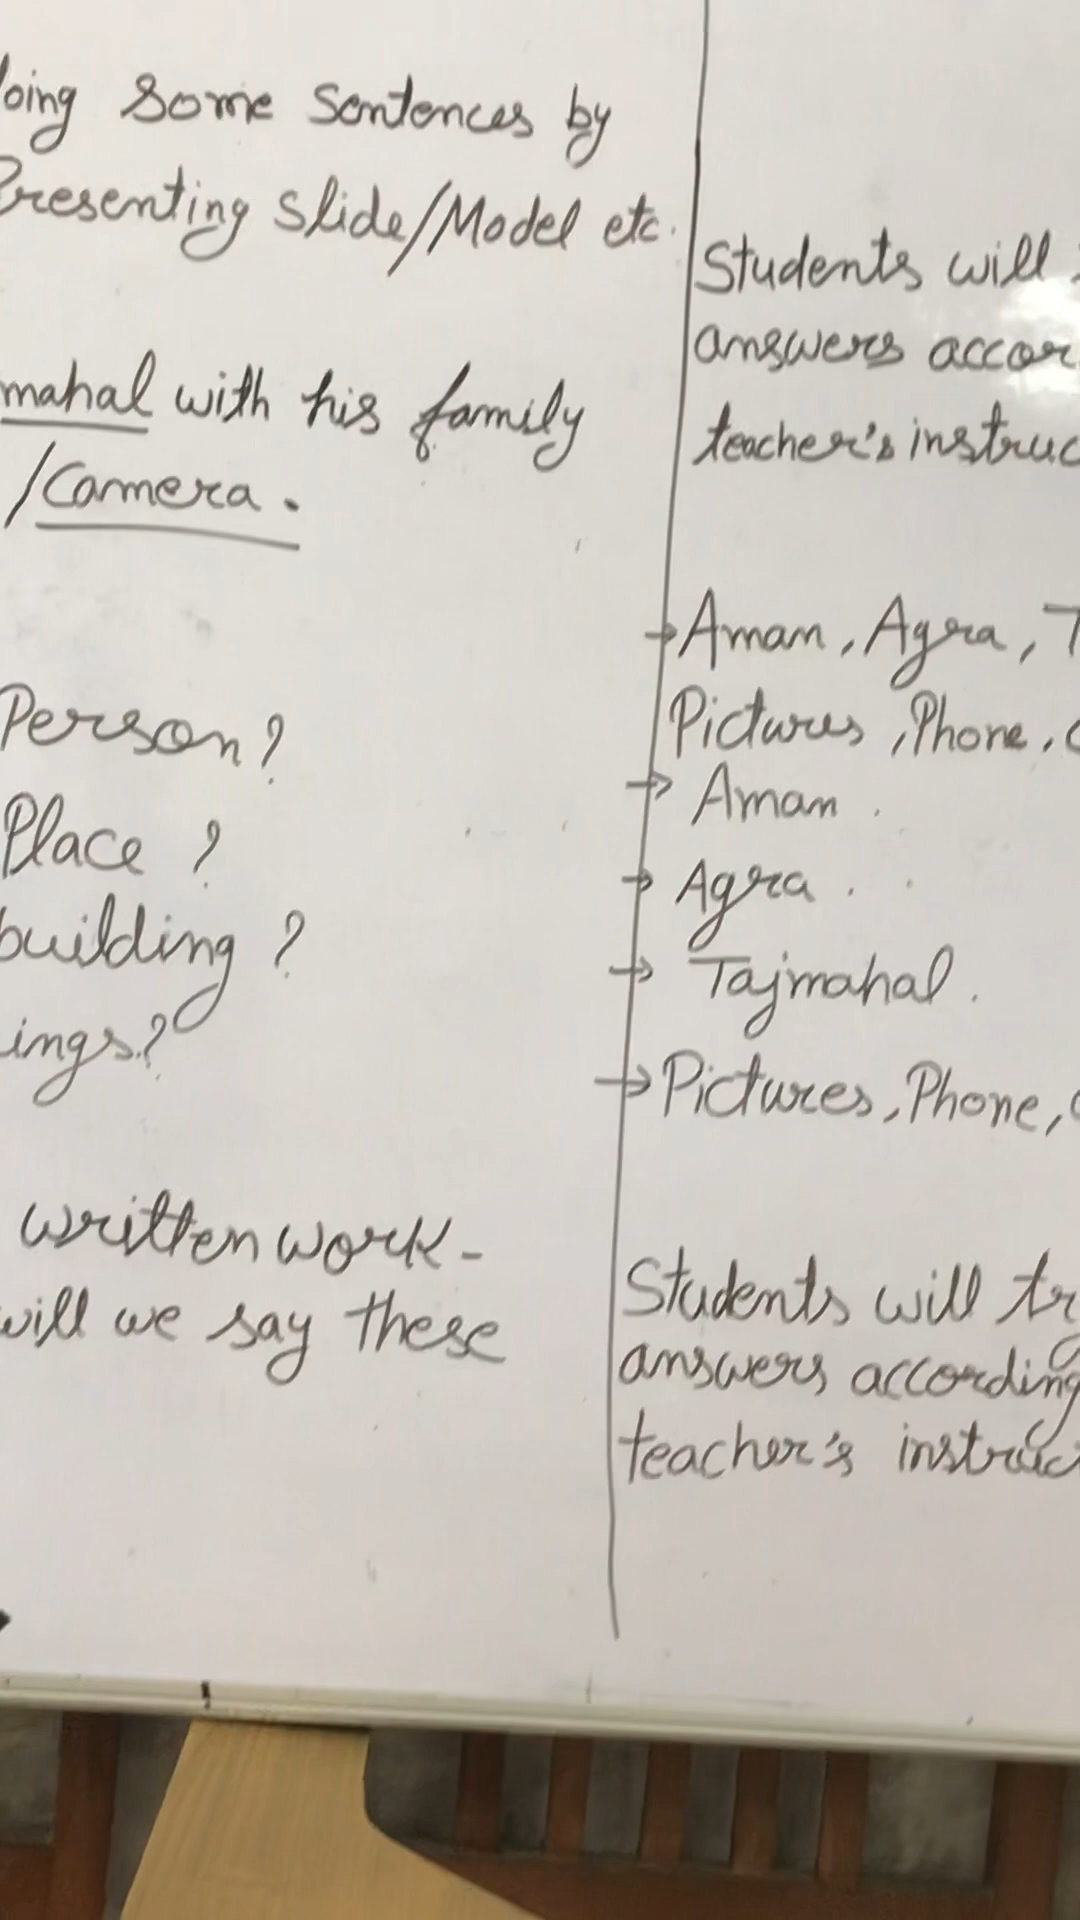 oing Some Sentences by
Presenting Slide/Model etc.
mahal with his family
/Camera.
Person?
Place ?
building ?
ings?
written work-
will we say these
Students will
answers accor
teacher's instruc
→Aman, Agra, T
Pictures, Phone, C
→ Aman.
→ Agra.
→ Tajmahal.
→ Pictures, Phone, C
Students will tr
answers according
teacher's instruc